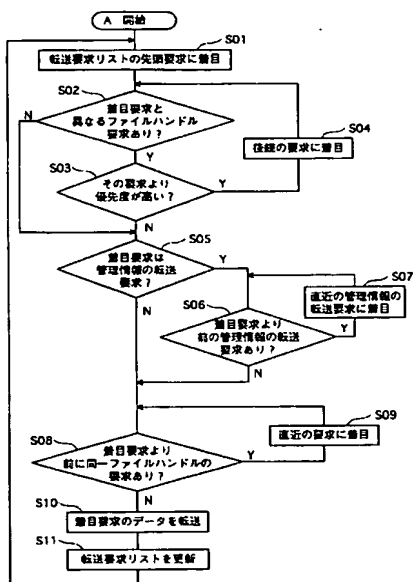 A 開始
S01
転送要求リストの先頭要求に着目
S02
着目要求と
異なるファイルハンドル
要求あり？
N
Y
S04
後続の要求に着目
S03
その要求より
優先度が高い？
Y
N
S05
着目要求は
管理情報の転送
要求？
Y
N
S07
直近の管理情報の
転送要求に着目
S06
着目要求より
前の管理情報の転送
要求あり？
Y
N
S09
直近の要求に着目
S08
着目要求より
前に同一ファイルハンドルの
要求あり？
Y
N
S10
着目要求のデータを転送
S11
転送要求リストを更新